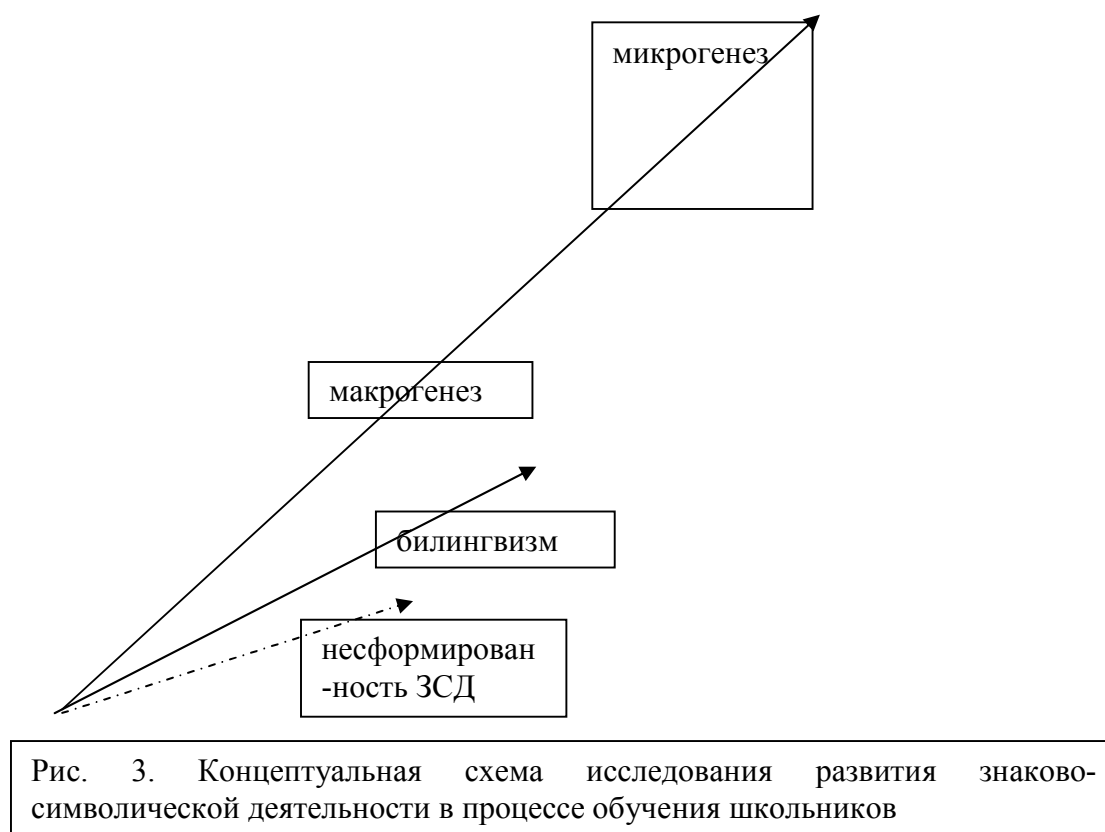 микрогенез
макрогенез
билингвизм
несформирован
-ность ЗСД
Рис. 3. Концептуальная схема исследования развития знаково-
символической деятельности в процессе обучения школьников